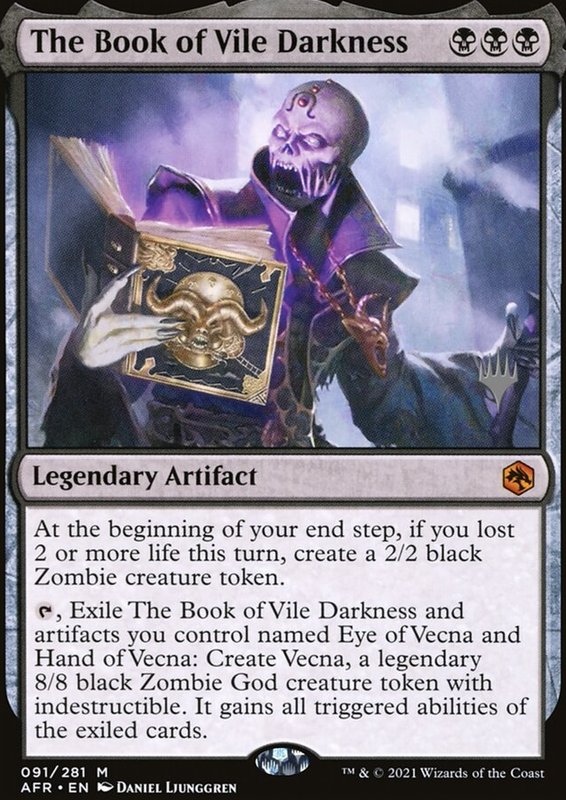 The Book of Vile Darkness
Legendary Artifact
At the beginning of your end step, if you lost
2 or more life this turn, create a 2/2 black
Zombie creature token.
, Exile The Book of Vile Darkness and
artifacts you control named Eye of Vecna and
Hand of Vecna: Create Vecna, a legendary
8/8 black Zombie God creature token with
indestructible. It gains all triggered abilities of
the exiled cards.
091/281 M
AFR • EN Daniel Ljunggren
™ & © 2021 Wizards of the Coast